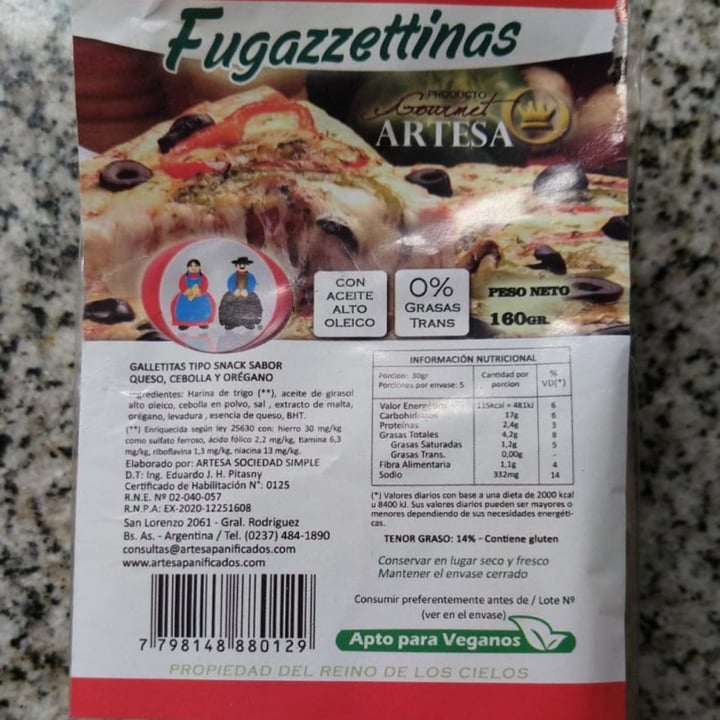 Fugazzettinas
PRODUCTO
Gourmet
ARTESA
CON
ACEITE
ALTO
OLEICO
0%
GRASAS
TRANS
PESO NETO
160GR.
GALLETITAS TIPO SNACK SABOR
QUESO, CEBOLLA Y ORÉGANO
Ingredientes: Harina de trigo (**), aceite de girasol
alto oleico, cebolla en polvo, sal , extracto de malta,
orégano, levadura , esencia de queso, BHT.
(**) Enriquecida según ley 25630 con: hierro 30 mg/kg
como sulfato ferroso, ácido fólico 2,2 mg/kg, tiamina 6,3
mg/kg, riboflavina 1,3 mg/kg, niacina 13 mg/kg.
Elaborado por: ARTESA SOCIEDAD SIMPLE
D.T: Ing. Eduardo J. H. Pitasny
Certificado de Habilitación N°: 0125
R.N.E. Nº 02-040-057
R.N.P.A: EX-2020-12251608
San Lorenzo 2061 - Gral. Rodriguez
Bs. As. - Argentina / Tel. (0237) 484-1890
consultas@artesapanificados.com
www.artesapanificados.com
7 798148 880129
INFORMACIÓN NUTRICIONAL
Porcion: 30gr
Porciones por envase: 5
Cantidad por
porcion
%
VD(*)
Valor Energético 115kcal = 481kj 6
Carbohidratos 17g 6
Proteínas 2,4g 3
Grasas Totales 4,2g 8
Grasas Saturadas 1,2g 5
Grasas Trans. 0,00g -
Fibra Alimentaria 1,1g 4
Sodio 332mg 14
(*) Valores diarios con base a una dieta de 2000 kcal
u 8400 kJ. Sus valores diarios pueden ser mayores o
menores dependiendo de sus necesidades energéti-
cas.
TENOR GRASO: 14% - Contiene gluten
Conservar en lugar seco y fresco
Mantener el envase cerrado
Consumir preferentemente antes de / Lote Nº
(ver en el envase)
Apto para Veganos
PROPIEDAD DEL REINO DE LOS CIELOS